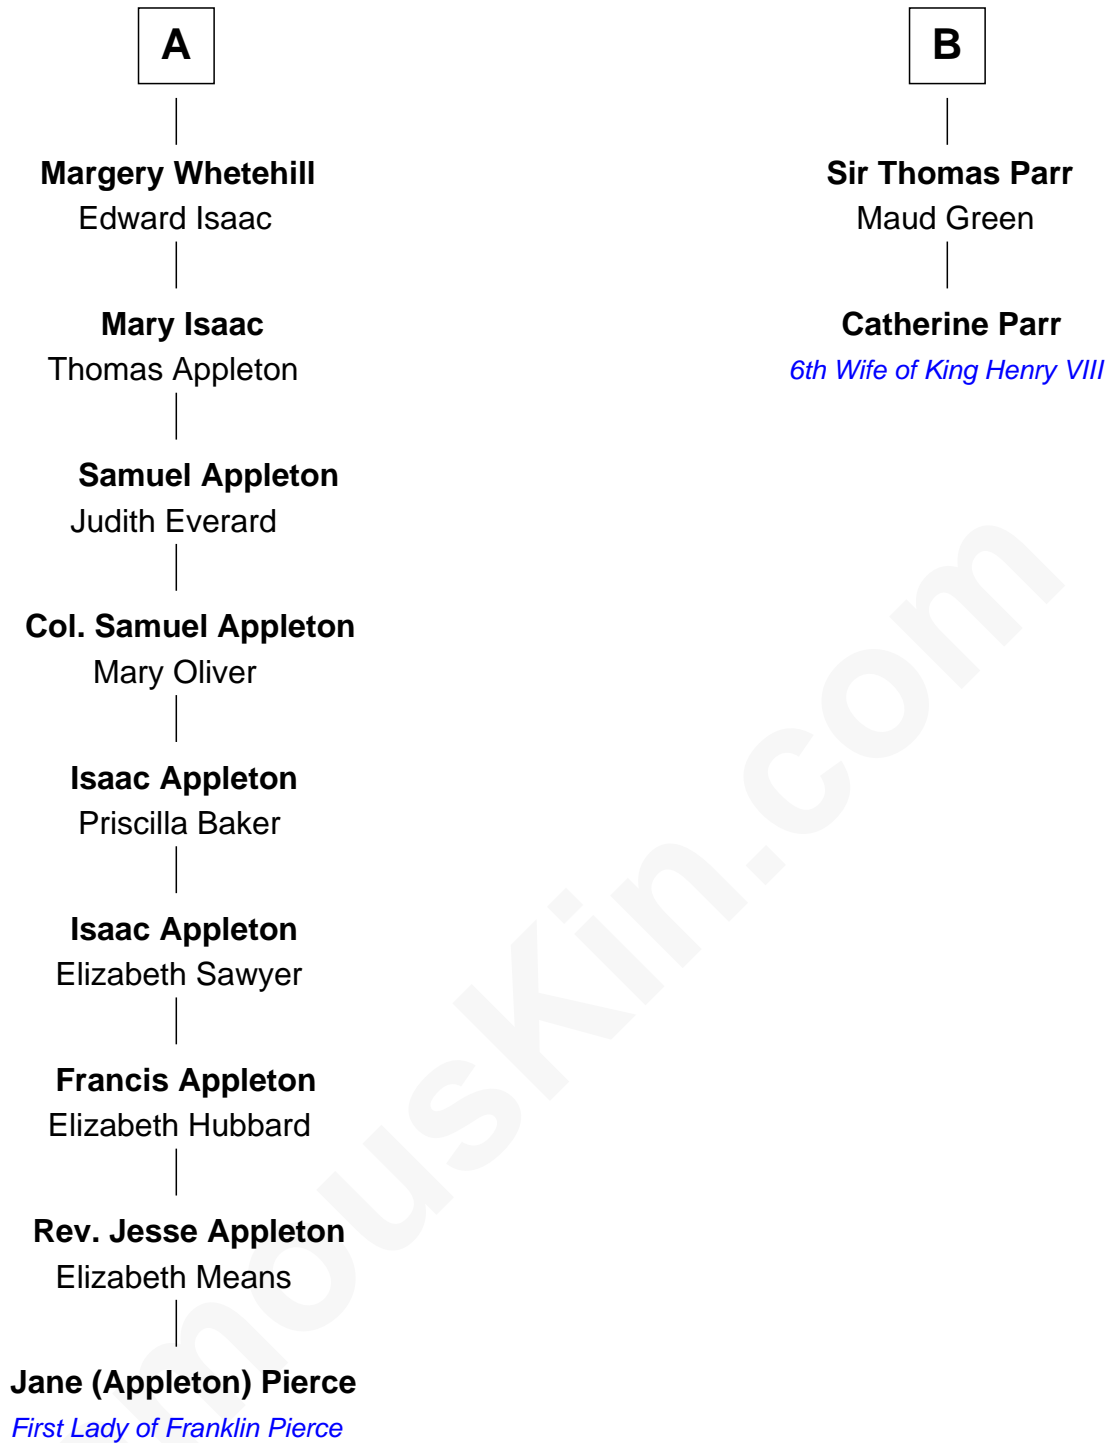 A
B
Margery Whetehill
Edward Isaac
Sir Thomas Parr
Maud Green
Mary Isaac
Thomas Appleton
Catherine Parr
6th Wife of King Henry VIII
Samuel Appleton
Judith Everard
Col. Samuel Appleton
Mary Oliver
Isaac Appleton
Priscilla Baker
Isaac Appleton
Elizabeth Sawyer
Francis Appleton
Elizabeth Hubbard
Rev. Jesse Appleton
Elizabeth Means
Jane (Appleton) Pierce
First Lady of Franklin Pierce
mousKin.com